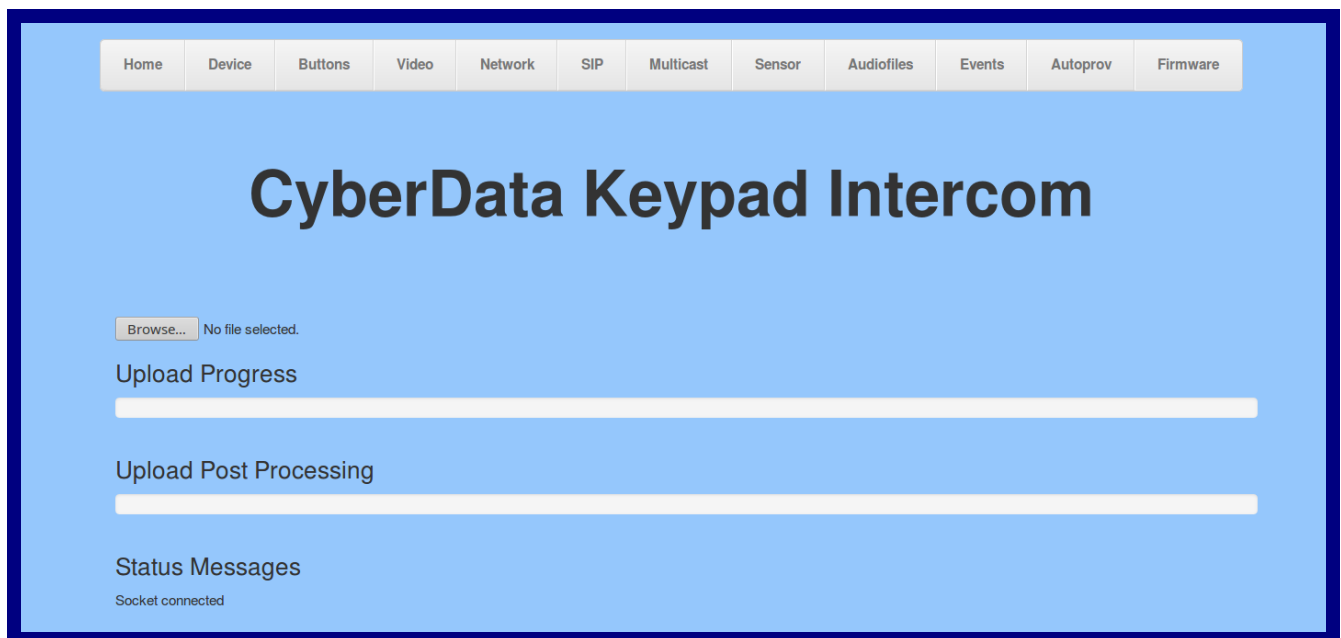 Home Device Buttons Video Network SIP Multicast Sensor Audiofiles Events Autoprov Firmware
CyberData Keypad Intercom
Browse... No file selected.
Upload Progress
Upload Post Processing
Status Messages
Socket connected